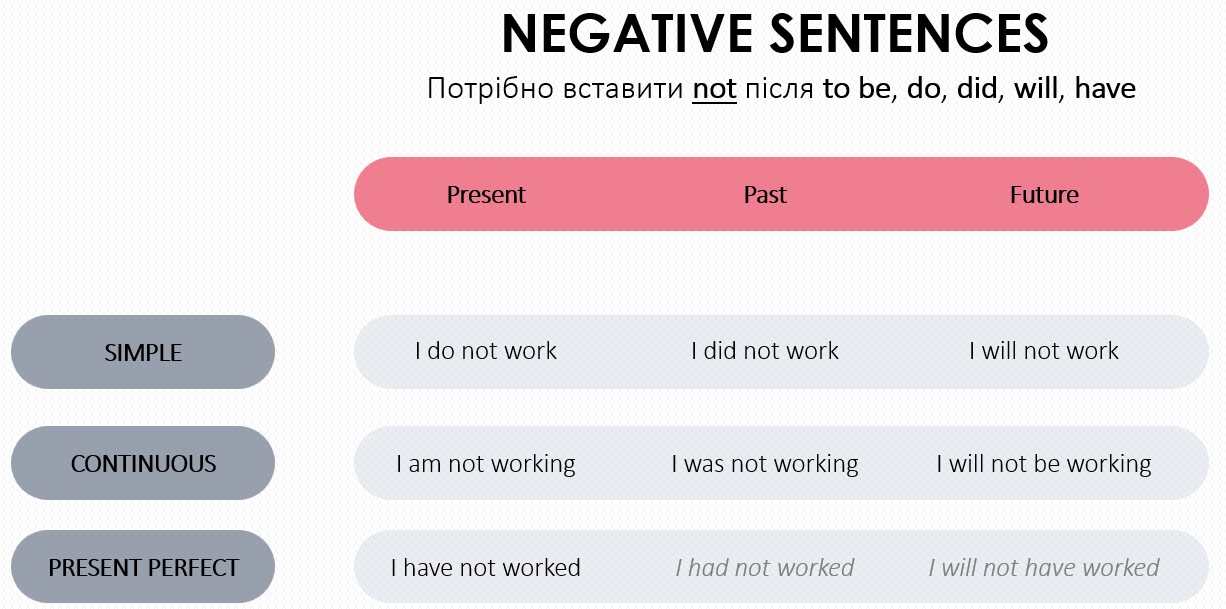 NEGATIVE SENTENCES
Потрібно вставити not після to be, do, did, will, have
Present Past Future
SIMPLE I do not work I did not work I will not work
CONTINUOUS I am not working I was not working I will not be working
PRESENT PERFECT I have not worked I had not worked I will not have worked